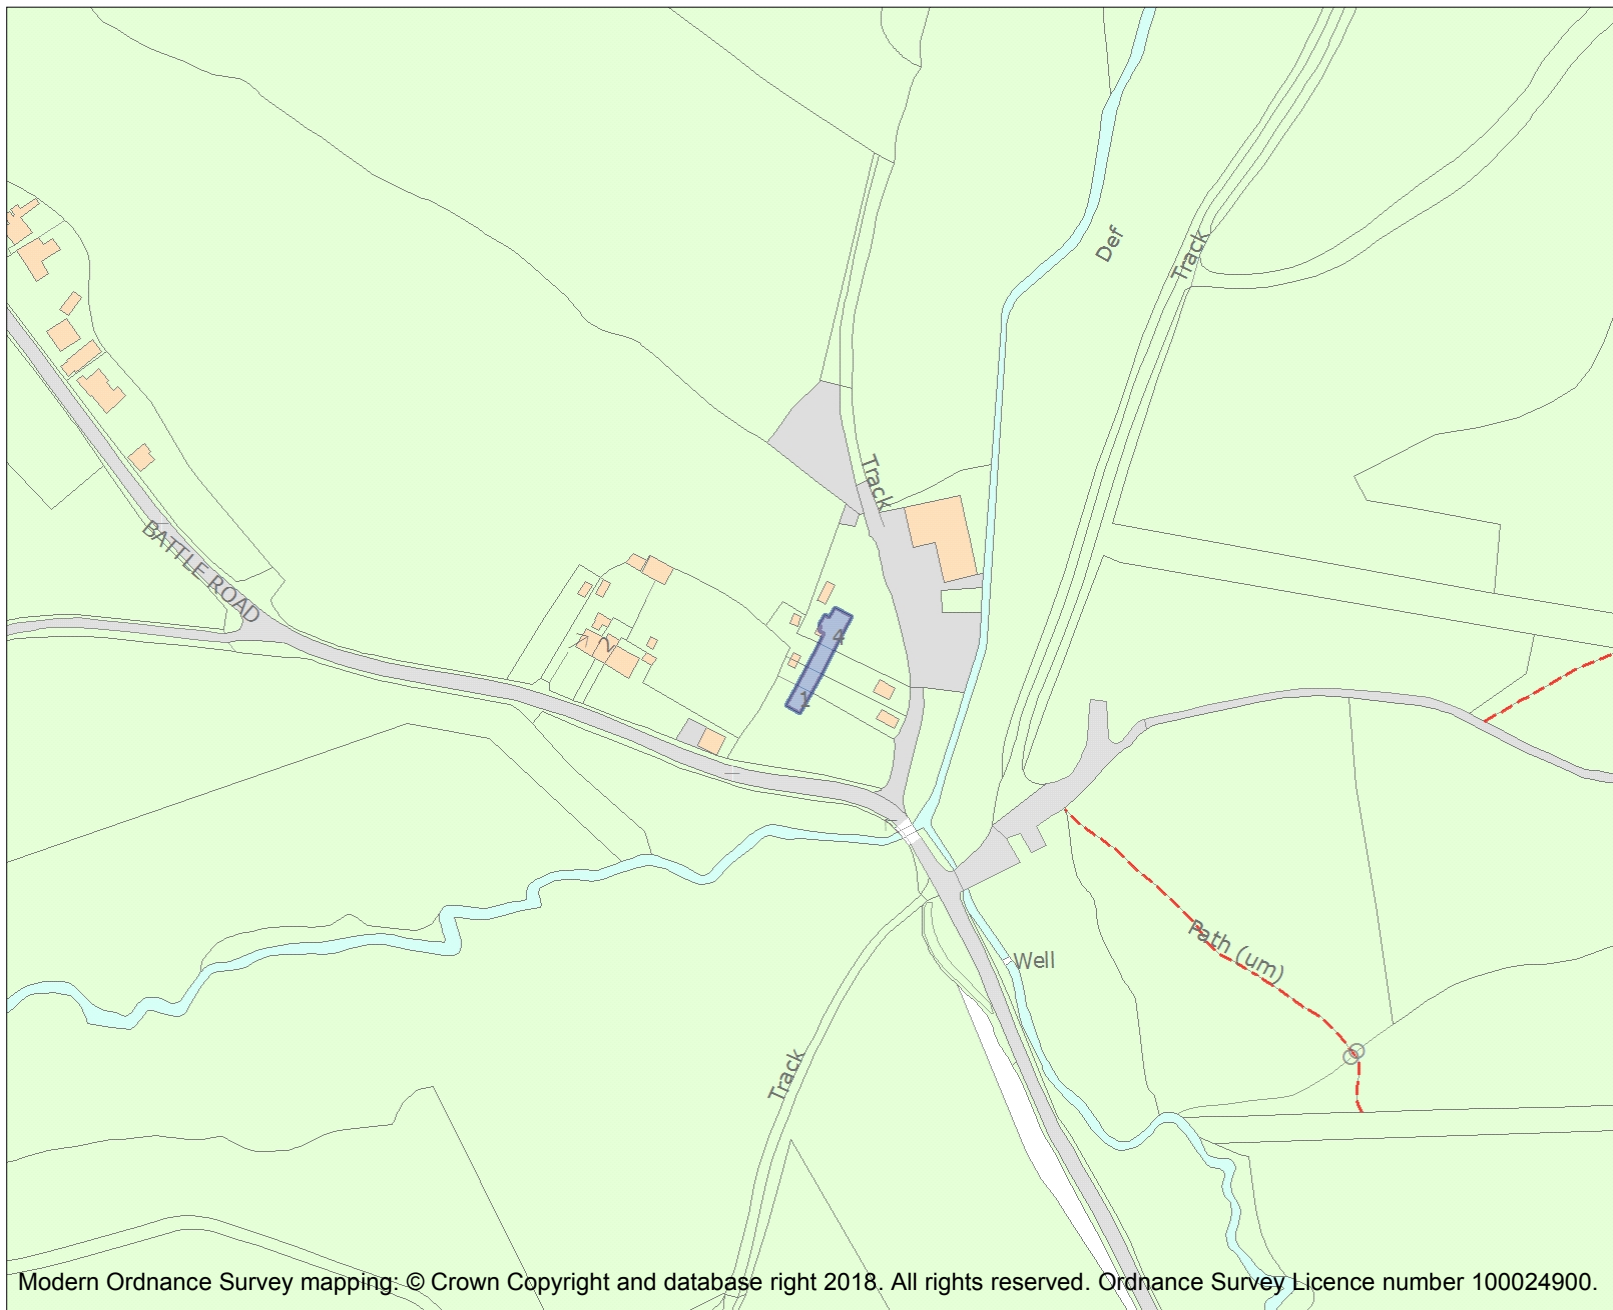 Def
Track
Track
BATTLE ROAD
2
4
1
Well
Path (um)
Track
Modern Ordnance Survey mapping: © Crown Copyright and database right 2018. All rights reserved. Ordnance Survey Licence number 100024900.